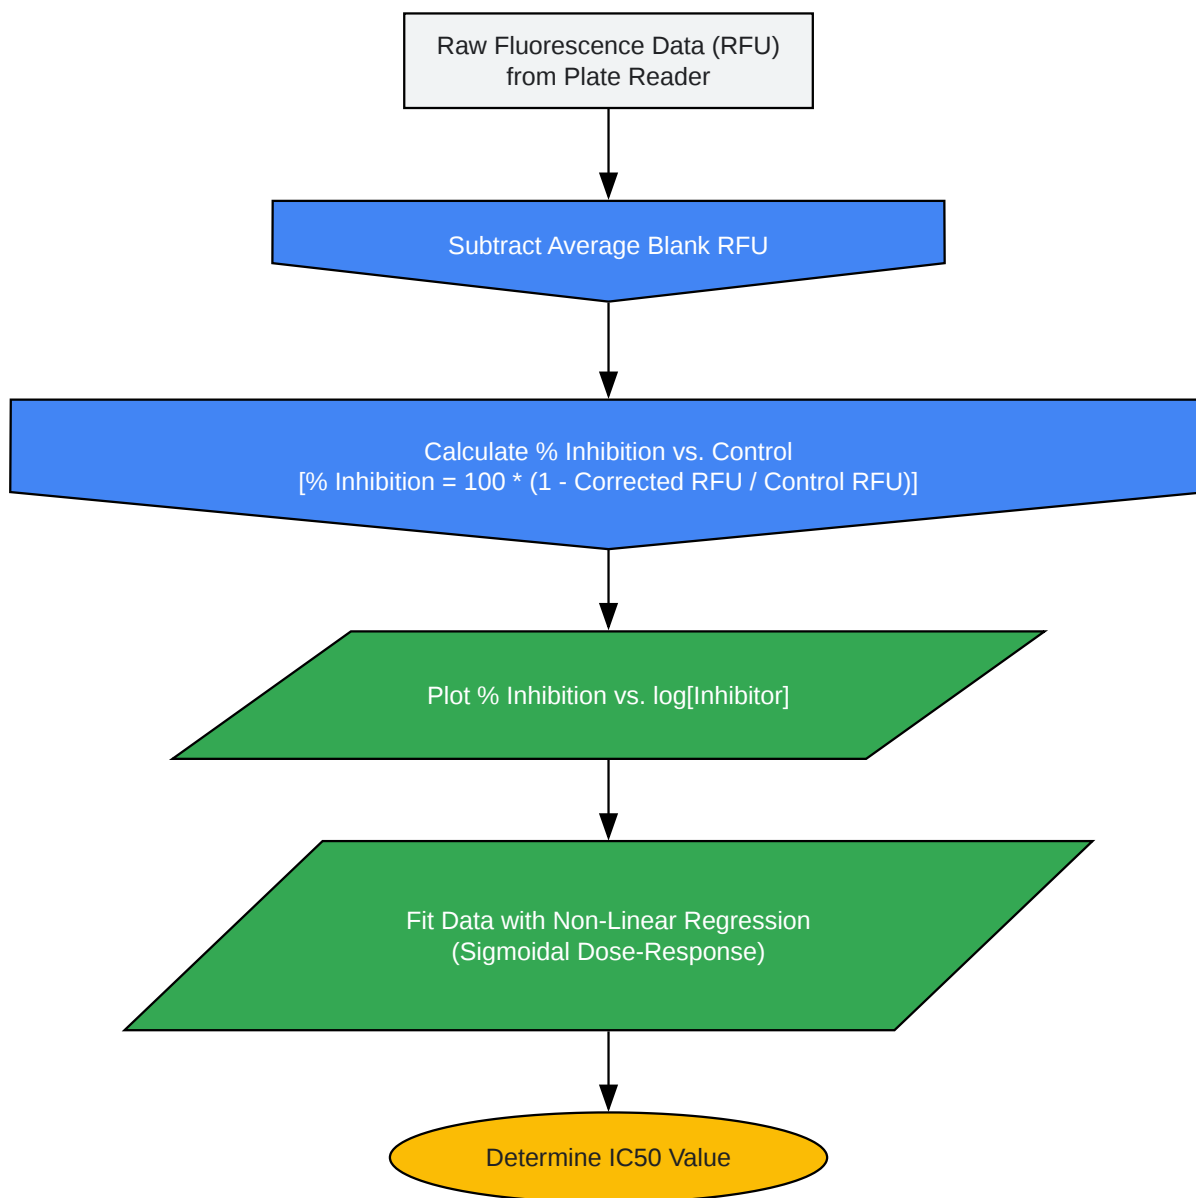 Raw Fluorescence Data (RFU)
from Plate Reader
Subtract Average Blank RFU
Calculate % Inhibition vs. Control
[% Inhibition = 100 * (1 - Corrected RFU / Control RFU)]
Plot % Inhibition vs. log[Inhibitor]
Fit Data with Non-Linear Regression
(Sigmoidal Dose-Response)
Determine IC50 Value